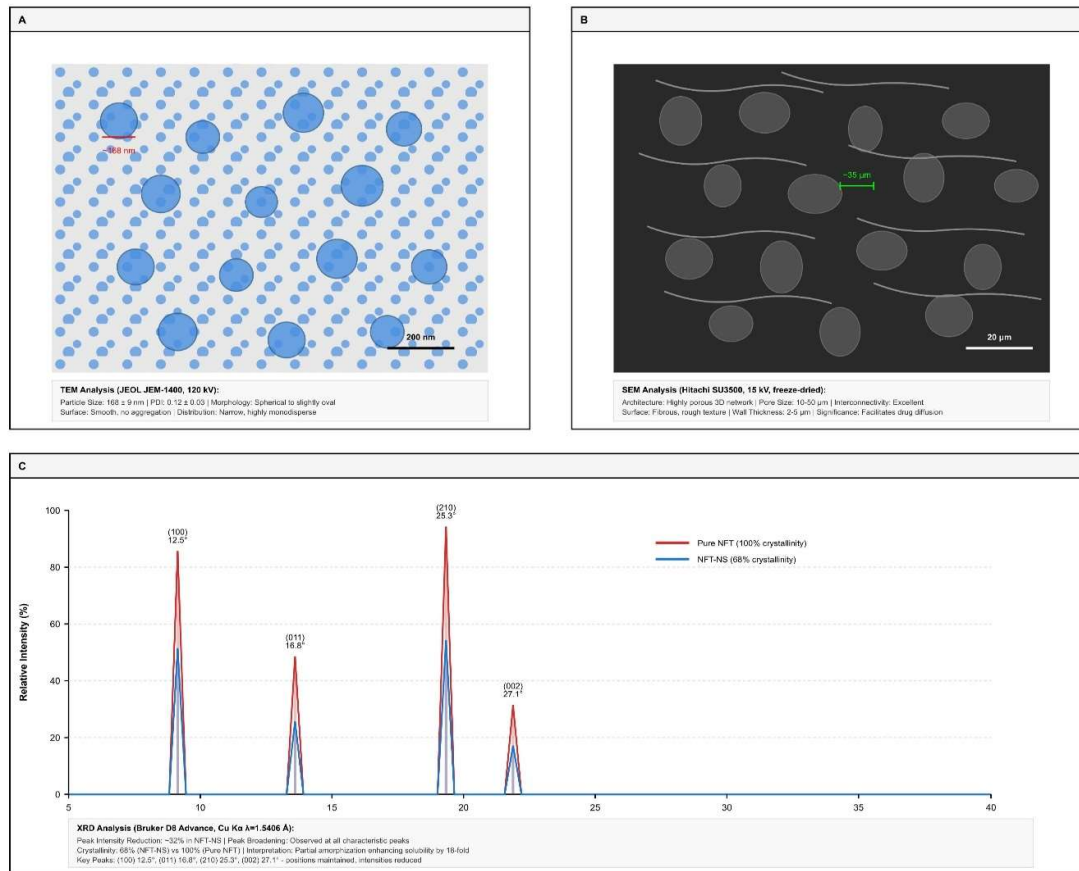 A
~168 nm
200 nm
TEM Analysis (JEOL JEM-1400, 120 kV):
Particle Size: 168 ± 9 nm | PDI: 0.12 ± 0.03 | Morphology: Spherical to slightly oval
Surface: Smooth, no aggregation | Distribution: Narrow, highly monodisperse
B
~35 µm
20 µm
SEM Analysis (Hitachi SU3500, 15 kV, freeze-dried):
Architecture: Highly porous 3D network | Pore Size: 10-50 µm | Interconnectivity: Excellent
Surface: Fibrous, rough texture | Wall Thickness: 2-5 µm | Significance: Facilitates drug diffusion
C
Relative Intensity (%)
100
80
60
40
20
0
(100)
12.5°
(011)
16.8°
(210)
25.3°
(002)
27.1°
Pure NFT (100% crystallinity)
NFT-NS (68% crystallinity)
5 10 15 20 25 30 35 40
XRD Analysis (Bruker D8 Advance, Cu Kα λ=1.5406 Å):
Peak Intensity Reduction: ~32% in NFT-NS | Peak Broadening: Observed at all characteristic peaks
Crystallinity: 68% (NFT-NS) vs 100% (Pure NFT) | Interpretation: Partial amorphization enhancing solubility by 18-fold
Key Peaks: (100) 12.5°, (011) 16.8°, (210) 25.3°, (002) 27.1° - positions maintained, intensities reduced